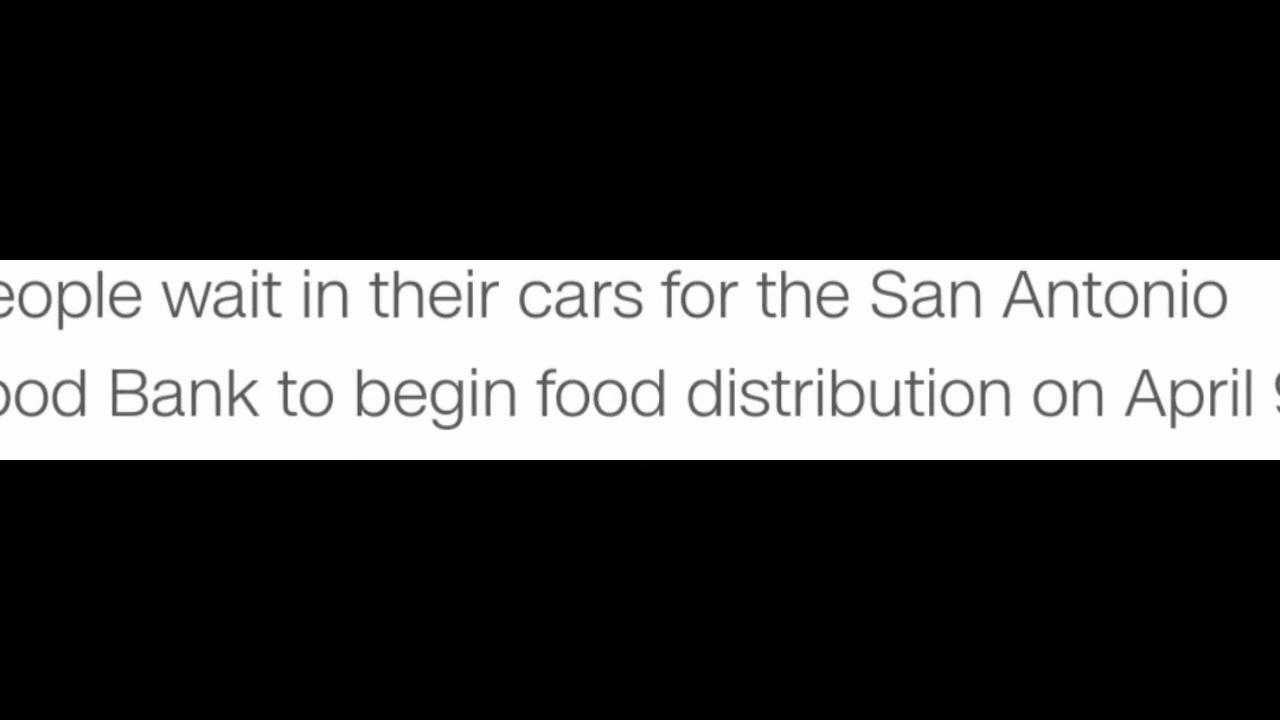 eople wait in their cars for the San Antonio
ood Bank to begin food distribution on April